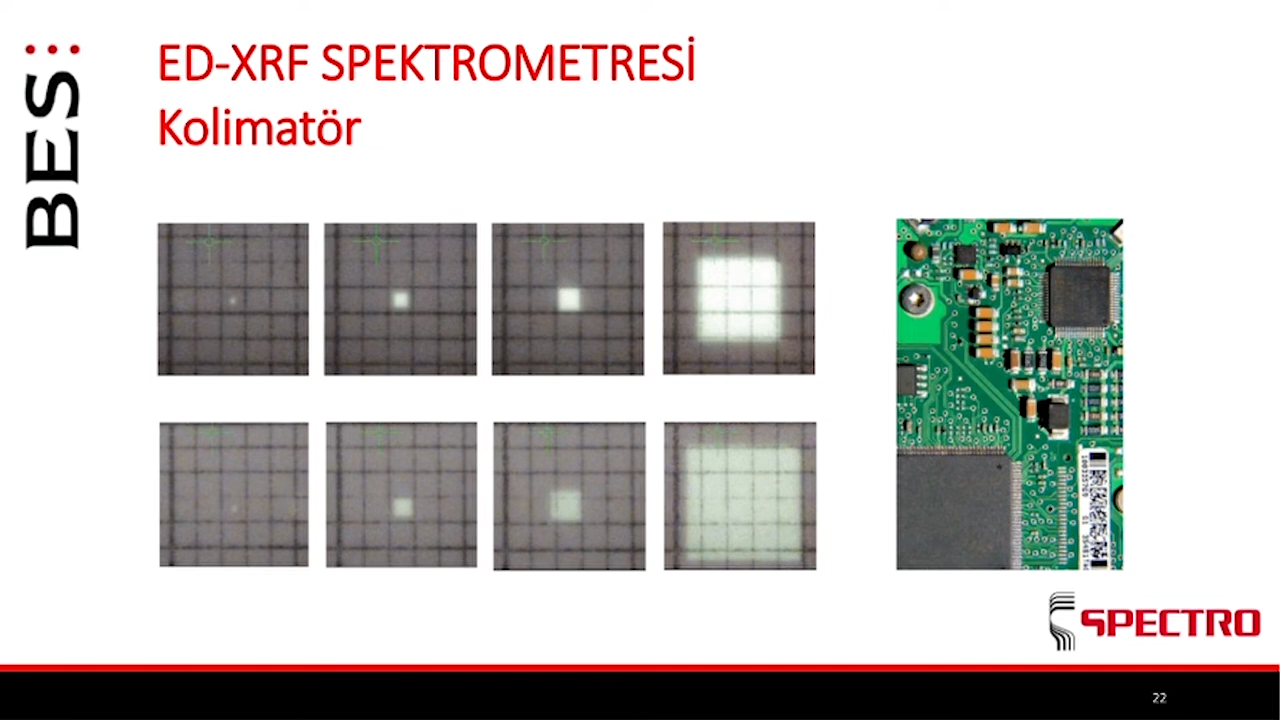 BES
ED-XRF SPEKTROMETRESİ
Kolimatör
SPECTRO
22